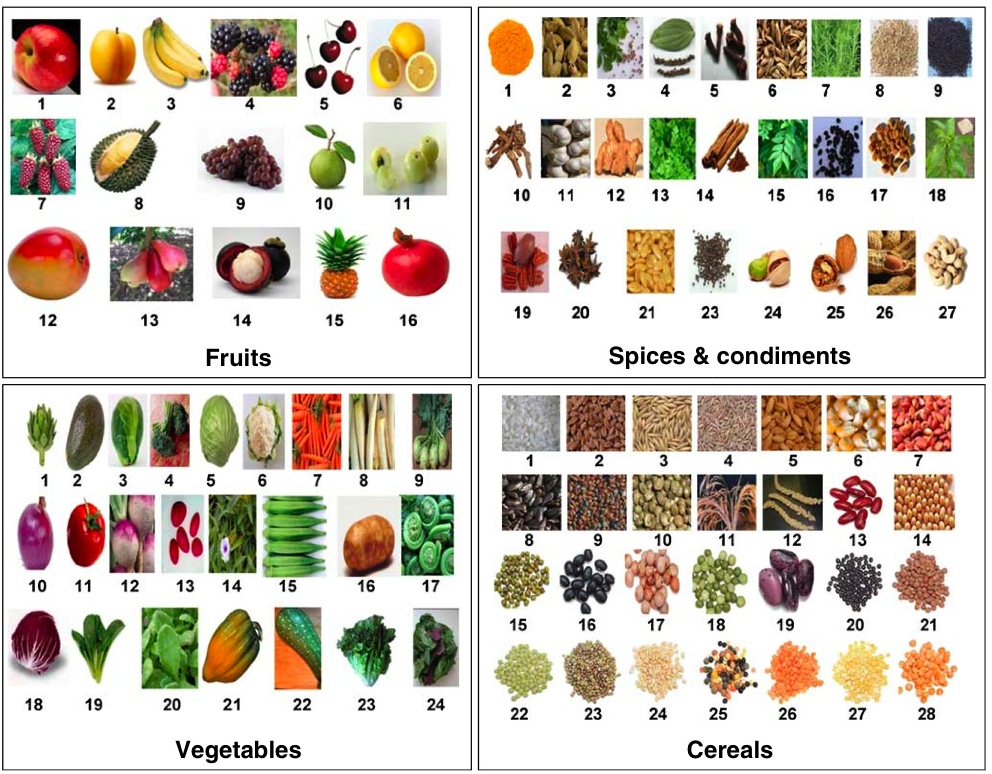 1 2 3 4 5 6
7 8 9 10 11
12 13 14 15 16
Fruits
1 2 3 4 5 6 7 8 9
10 11 12 13 14 15 16 17 18
19 20 21 23 24 25 26 27
Spices & condiments
1 2 3 4 5 6 7 8 9
10 11 12 13 14 15 16 17
18 19 20 21 22 23 24
Vegetables
1 2 3 4 5 6 7
8 9 10 11 12 13 14
15 16 17 18 19 20 21
22 23 24 25 26 27 28
Cereals